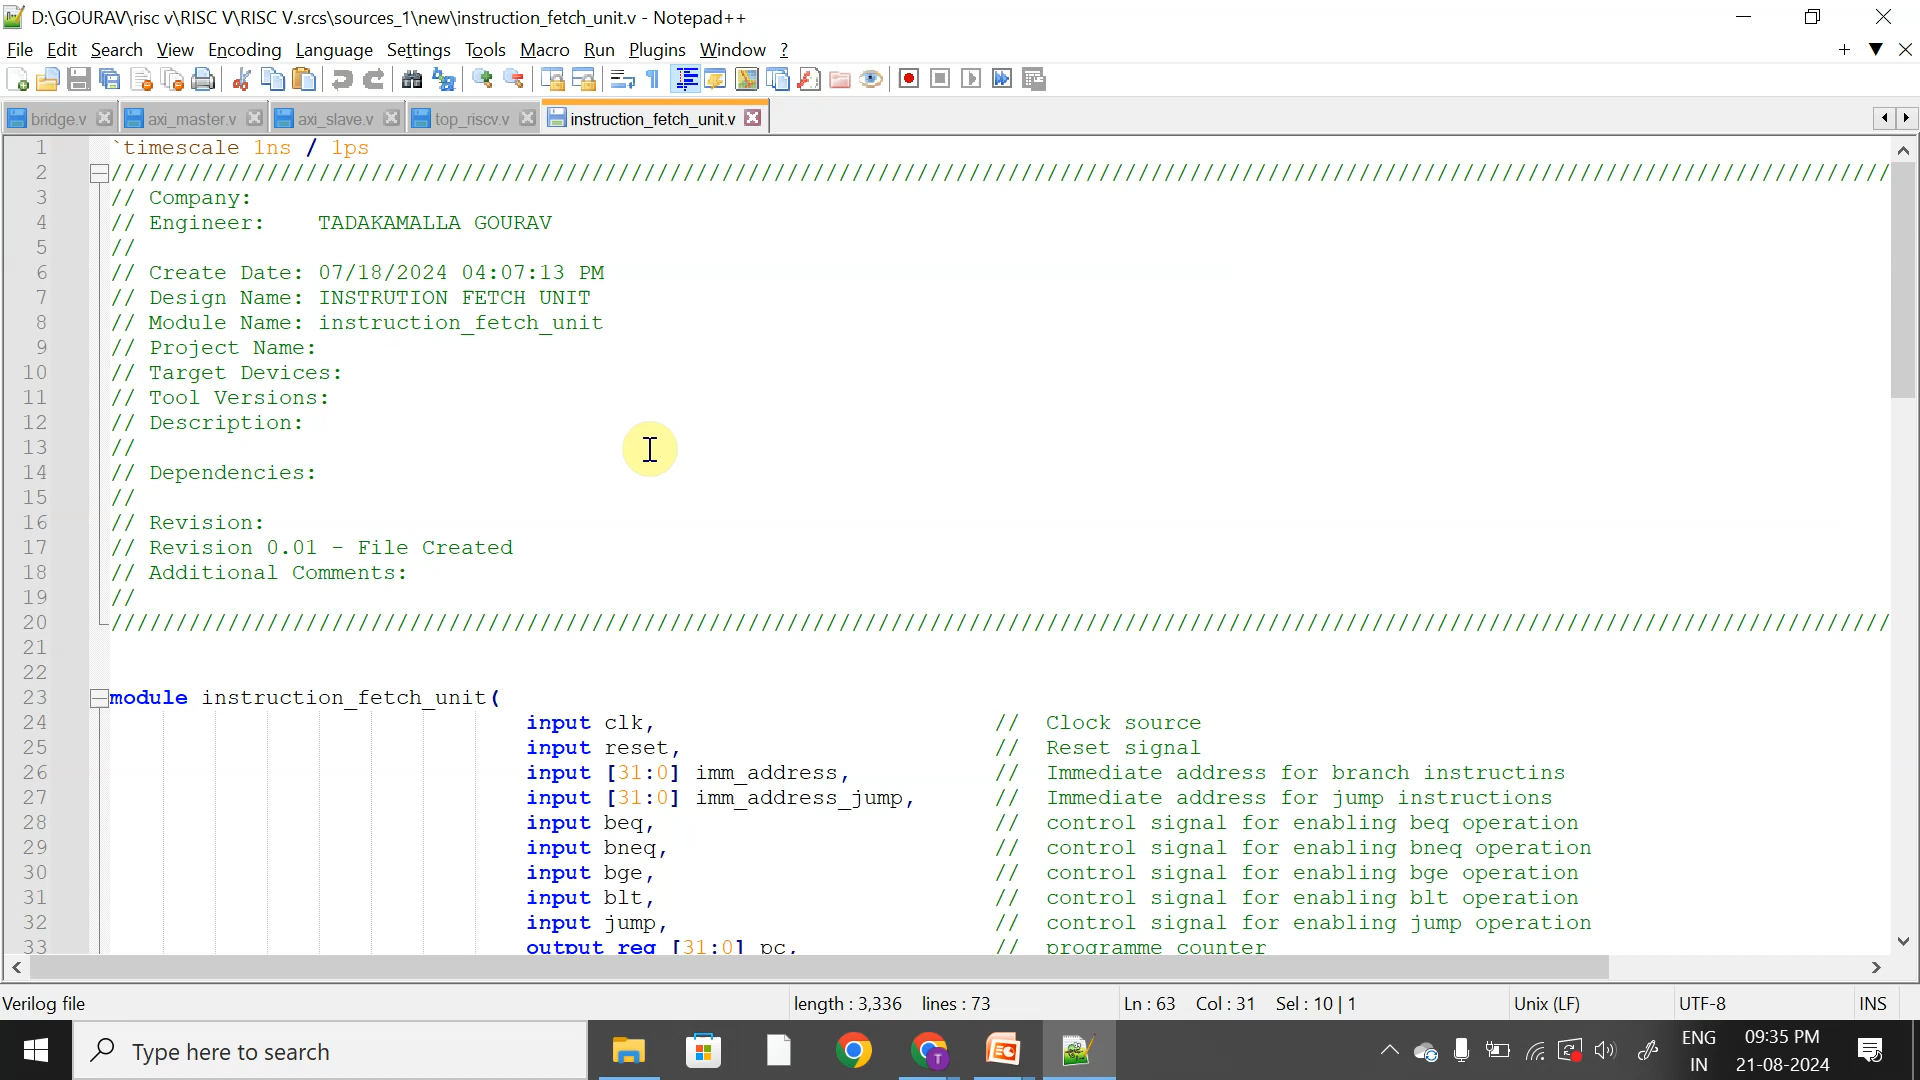 D:\GOURAV\risc v\RISC V\RISC V.srcs\sources_1\new\instruction_fetch_unit.v - Notepad++
File Edit Search View Encoding Language Settings Tools Macro Run Plugins Window ?
bridge.v axi_master.v axi_slave.v top_riscv.v instruction_fetch_unit.v
1 `timescale 1ns / 1ps
2 /////////////////////////////////////////////////////////////////////////////////////////////////////////////////////////////////////////
3 // Company:
4 // Engineer: TADAKAMALLA GOURAV
5 //
6 // Create Date: 07/18/2024 04:07:13 PM
7 // Design Name: INSTRUTION FETCH UNIT
8 // Module Name: instruction_fetch_unit
9 // Project Name:
10 // Target Devices:
11 // Tool Versions:
12 // Description:
13 //
14 // Dependencies:
15 //
16 // Revision:
17 // Revision 0.01 - File Created
18 // Additional Comments:
19 //
20 /////////////////////////////////////////////////////////////////////////////////////////////////////////////////////////////////////////
21
22
23 module instruction_fetch_unit(
24 input clk, // Clock source
25 input reset, // Reset signal
26 input [31:0] imm_address, // Immediate address for branch instructins
27 input [31:0] imm_address_jump, // Immediate address for jump instructions
28 input beq, // control signal for enabling beq operation
29 input bneq, // control signal for enabling bneq operation
30 input bge, // control signal for enabling bge operation
31 input blt, // control signal for enabling blt operation
32 input jump, // control signal for enabling jump operation
33 output reg [31:0] pc, // programme counter
Verilog file length : 3,336 lines : 73 Ln : 63 Col : 31 Sel : 10 | 1 Unix (LF) UTF-8 INS
Type here to search
ENG 09:35 PM
IN 21-08-2024